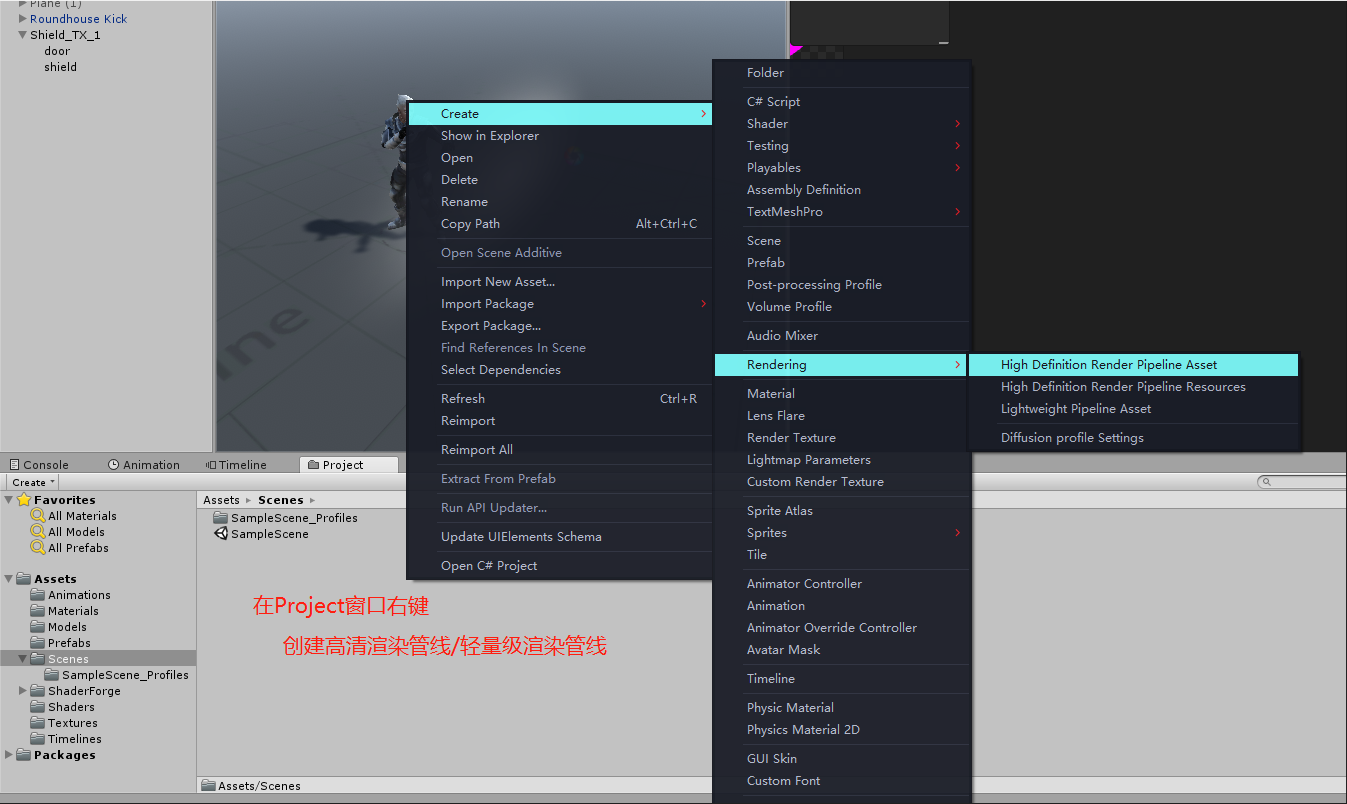 Plane (1)
Roundhouse Kick
Shield_TX_1
door
shield
Create
Show in Explorer
Open
Delete
Rename
Copy Path Alt+Ctrl+C
Open Scene Additive
Import New Asset...
Import Package
Export Package...
Find References In Scene
Select Dependencies
Refresh Ctrl+R
Reimport
Reimport All
Extract From Prefab
Run API Updater...
Update UIElements Schema
Open C# Project
Folder
C# Script
Shader
Testing
Playables
Assembly Definition
TextMeshPro
Scene
Prefab
Post-processing Profile
Volume Profile
Audio Mixer
Rendering
Material
Lens Flare
Render Texture
Lightmap Parameters
Custom Render Texture
Sprite Atlas
Sprites
Tile
Animator Controller
Animation
Animator Override Controller
Avatar Mask
Timeline
Physic Material
Physics Material 2D
GUI Skin
Custom Font
High Definition Render Pipeline Asset
High Definition Render Pipeline Resources
Lightweight Pipeline Asset
Diffusion profile Settings
ine
Console Animation Timeline Project
Create
Favorites
All Materials
All Models
All Prefabs
Assets
Animations
Materials
Models
Prefabs
Scenes
SampleScene_Profiles
ShaderForge
Shaders
Textures
Timelines
Packages
Assets ▸ Scenes ▸
SampleScene_Profiles
SampleScene
在Project窗口右键
创建高清渲染管线/轻量级渲染管线
Assets/Scenes